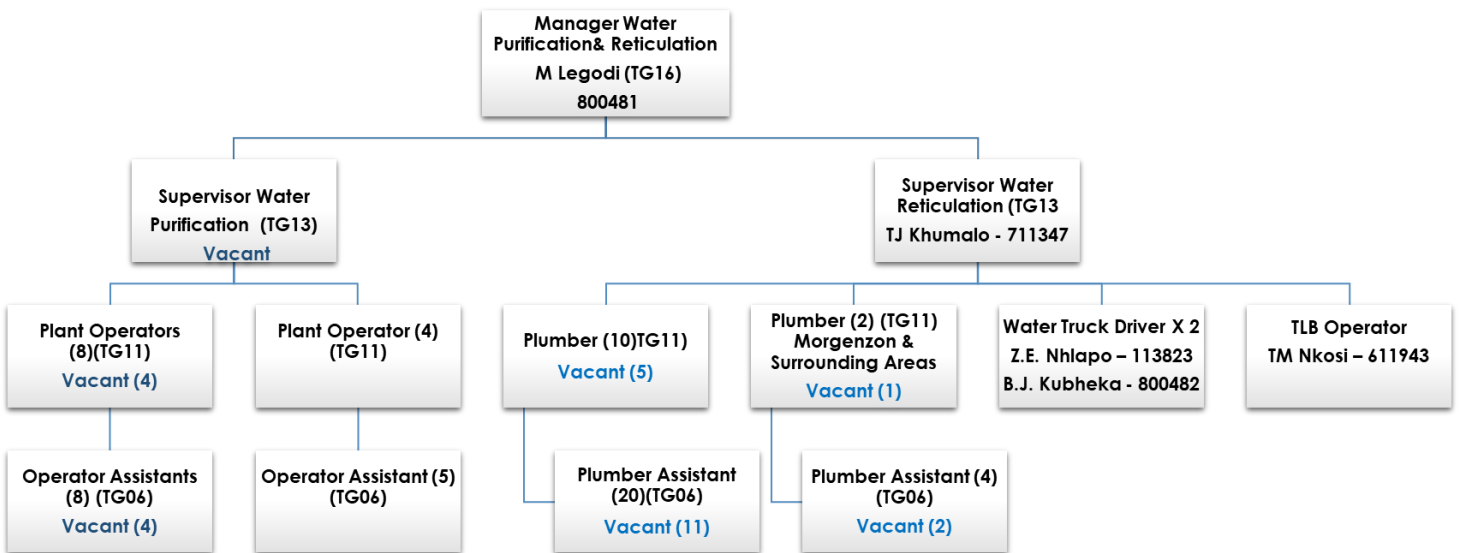 Manager Water
Purification& Reticulation
M Legodi (TG16)
800481
Supervisor Water
Purification (TG13)
Vacant
Supervisor Water
Reticulation (TG13
TJ Khumalo - 711347
Plant Operators
(8)(TG11)
Vacant (4)
Plant Operator (4)
(TG11)
Plumber (10)TG11)
Vacant (5)
Plumber (2) (TG11)
Morgenzon &
Surrounding Areas
Vacant (1)
Water Truck Driver X 2
Z.E. Nhlapo – 113823
B.J. Kubheka - 800482
TLB Operator
TM Nkosi – 611943
Operator Assistants
(8) (TG06)
Vacant (4)
Operator Assistant (5)
(TG06)
Plumber Assistant
(20)(TG06)
Vacant (11)
Plumber Assistant (4)
(TG06)
Vacant (2)